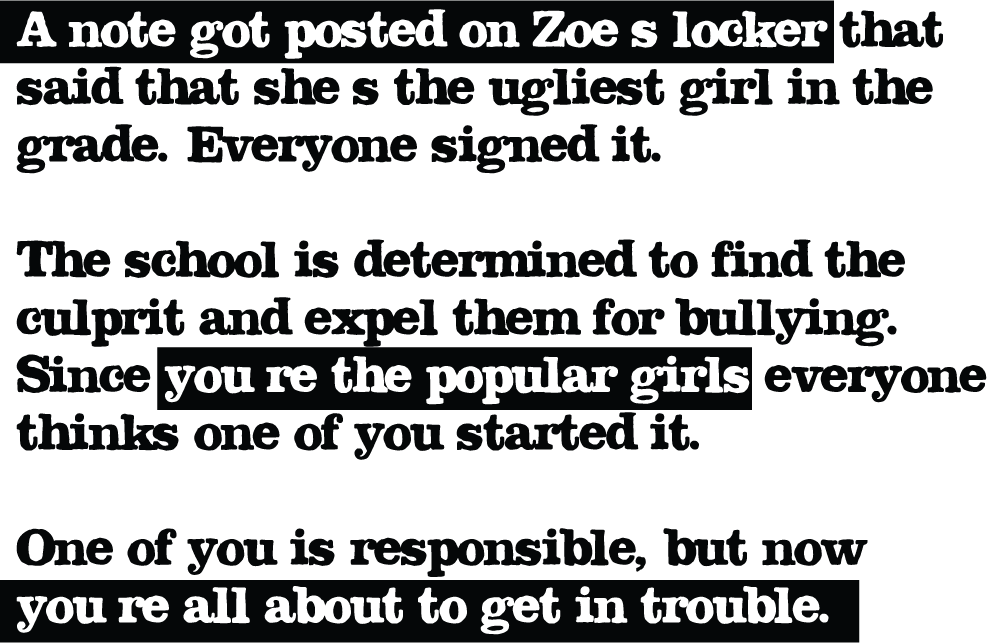 A note got posted on Zoe s locker that
said that she s the ugliest girl in the
grade. Everyone signed it.
The school is determined to find the
culprit and expel them for bullying.
Since you re the popular girls everyone
thinks one of you started it.
One of you is responsible, but now
you re all about to get in trouble.